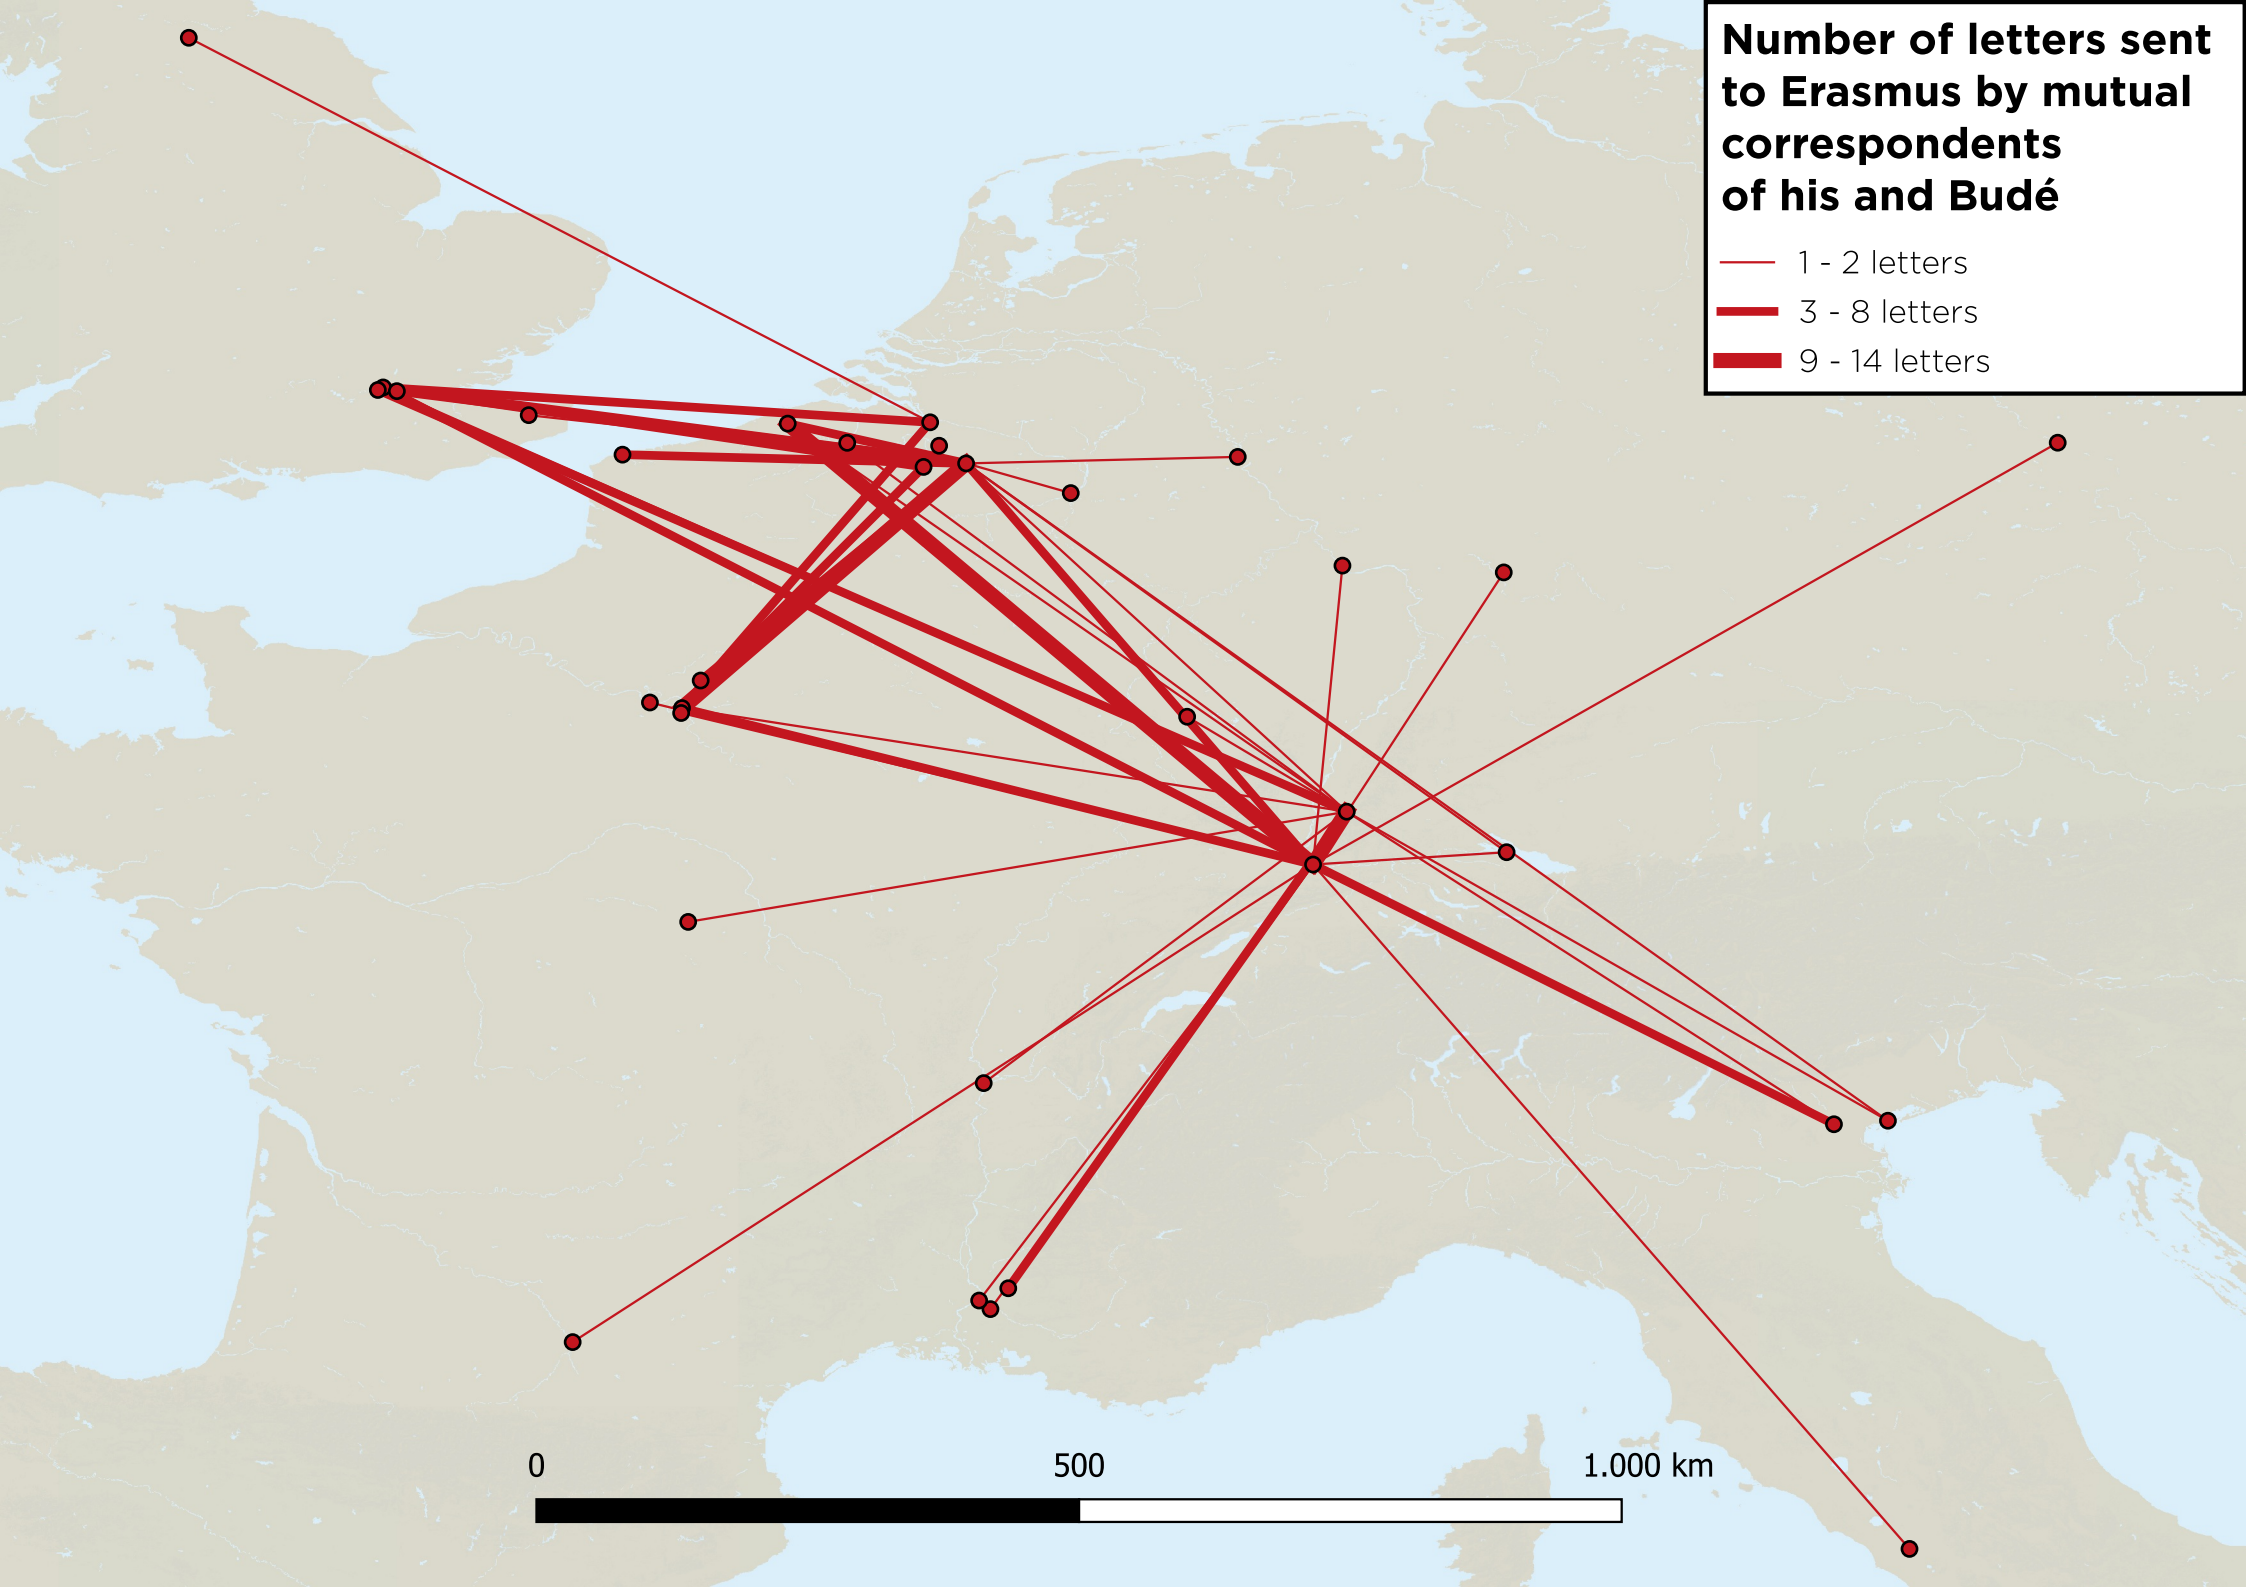 Number of letters sent
to Erasmus by mutual
correspondents
of his and Budé
1 - 2 letters
3 - 8 letters
9 - 14 letters
0 500 1.000 km